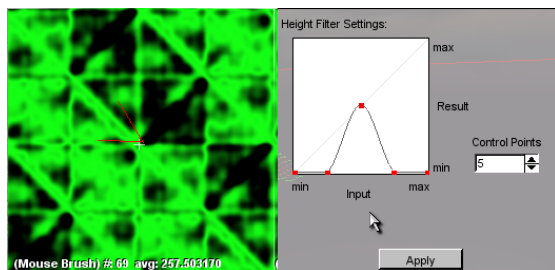 Height Filter Settings:
max
Result
Control Points
5
min
min
Input
max
(Mouse Brush) #: 69 avg: 257.503170
Apply